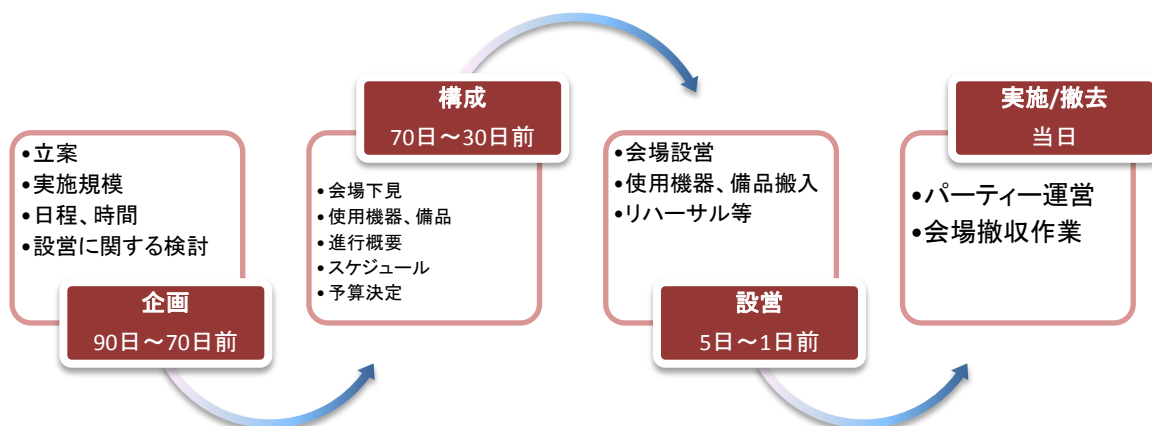 •立案
•実施規模
•日程、時間
•設営に関する検討
企画
90日～70日前
構成
70日～30日前
•会場下見
•使用機器、備品
•進行概要
•スケジュール
•予算決定
•会場設営
•使用機器、備品搬入
•リハーサル等
設営
5日～1日前
実施/撤去
当日
•パーティー運営
•会場撤収作業